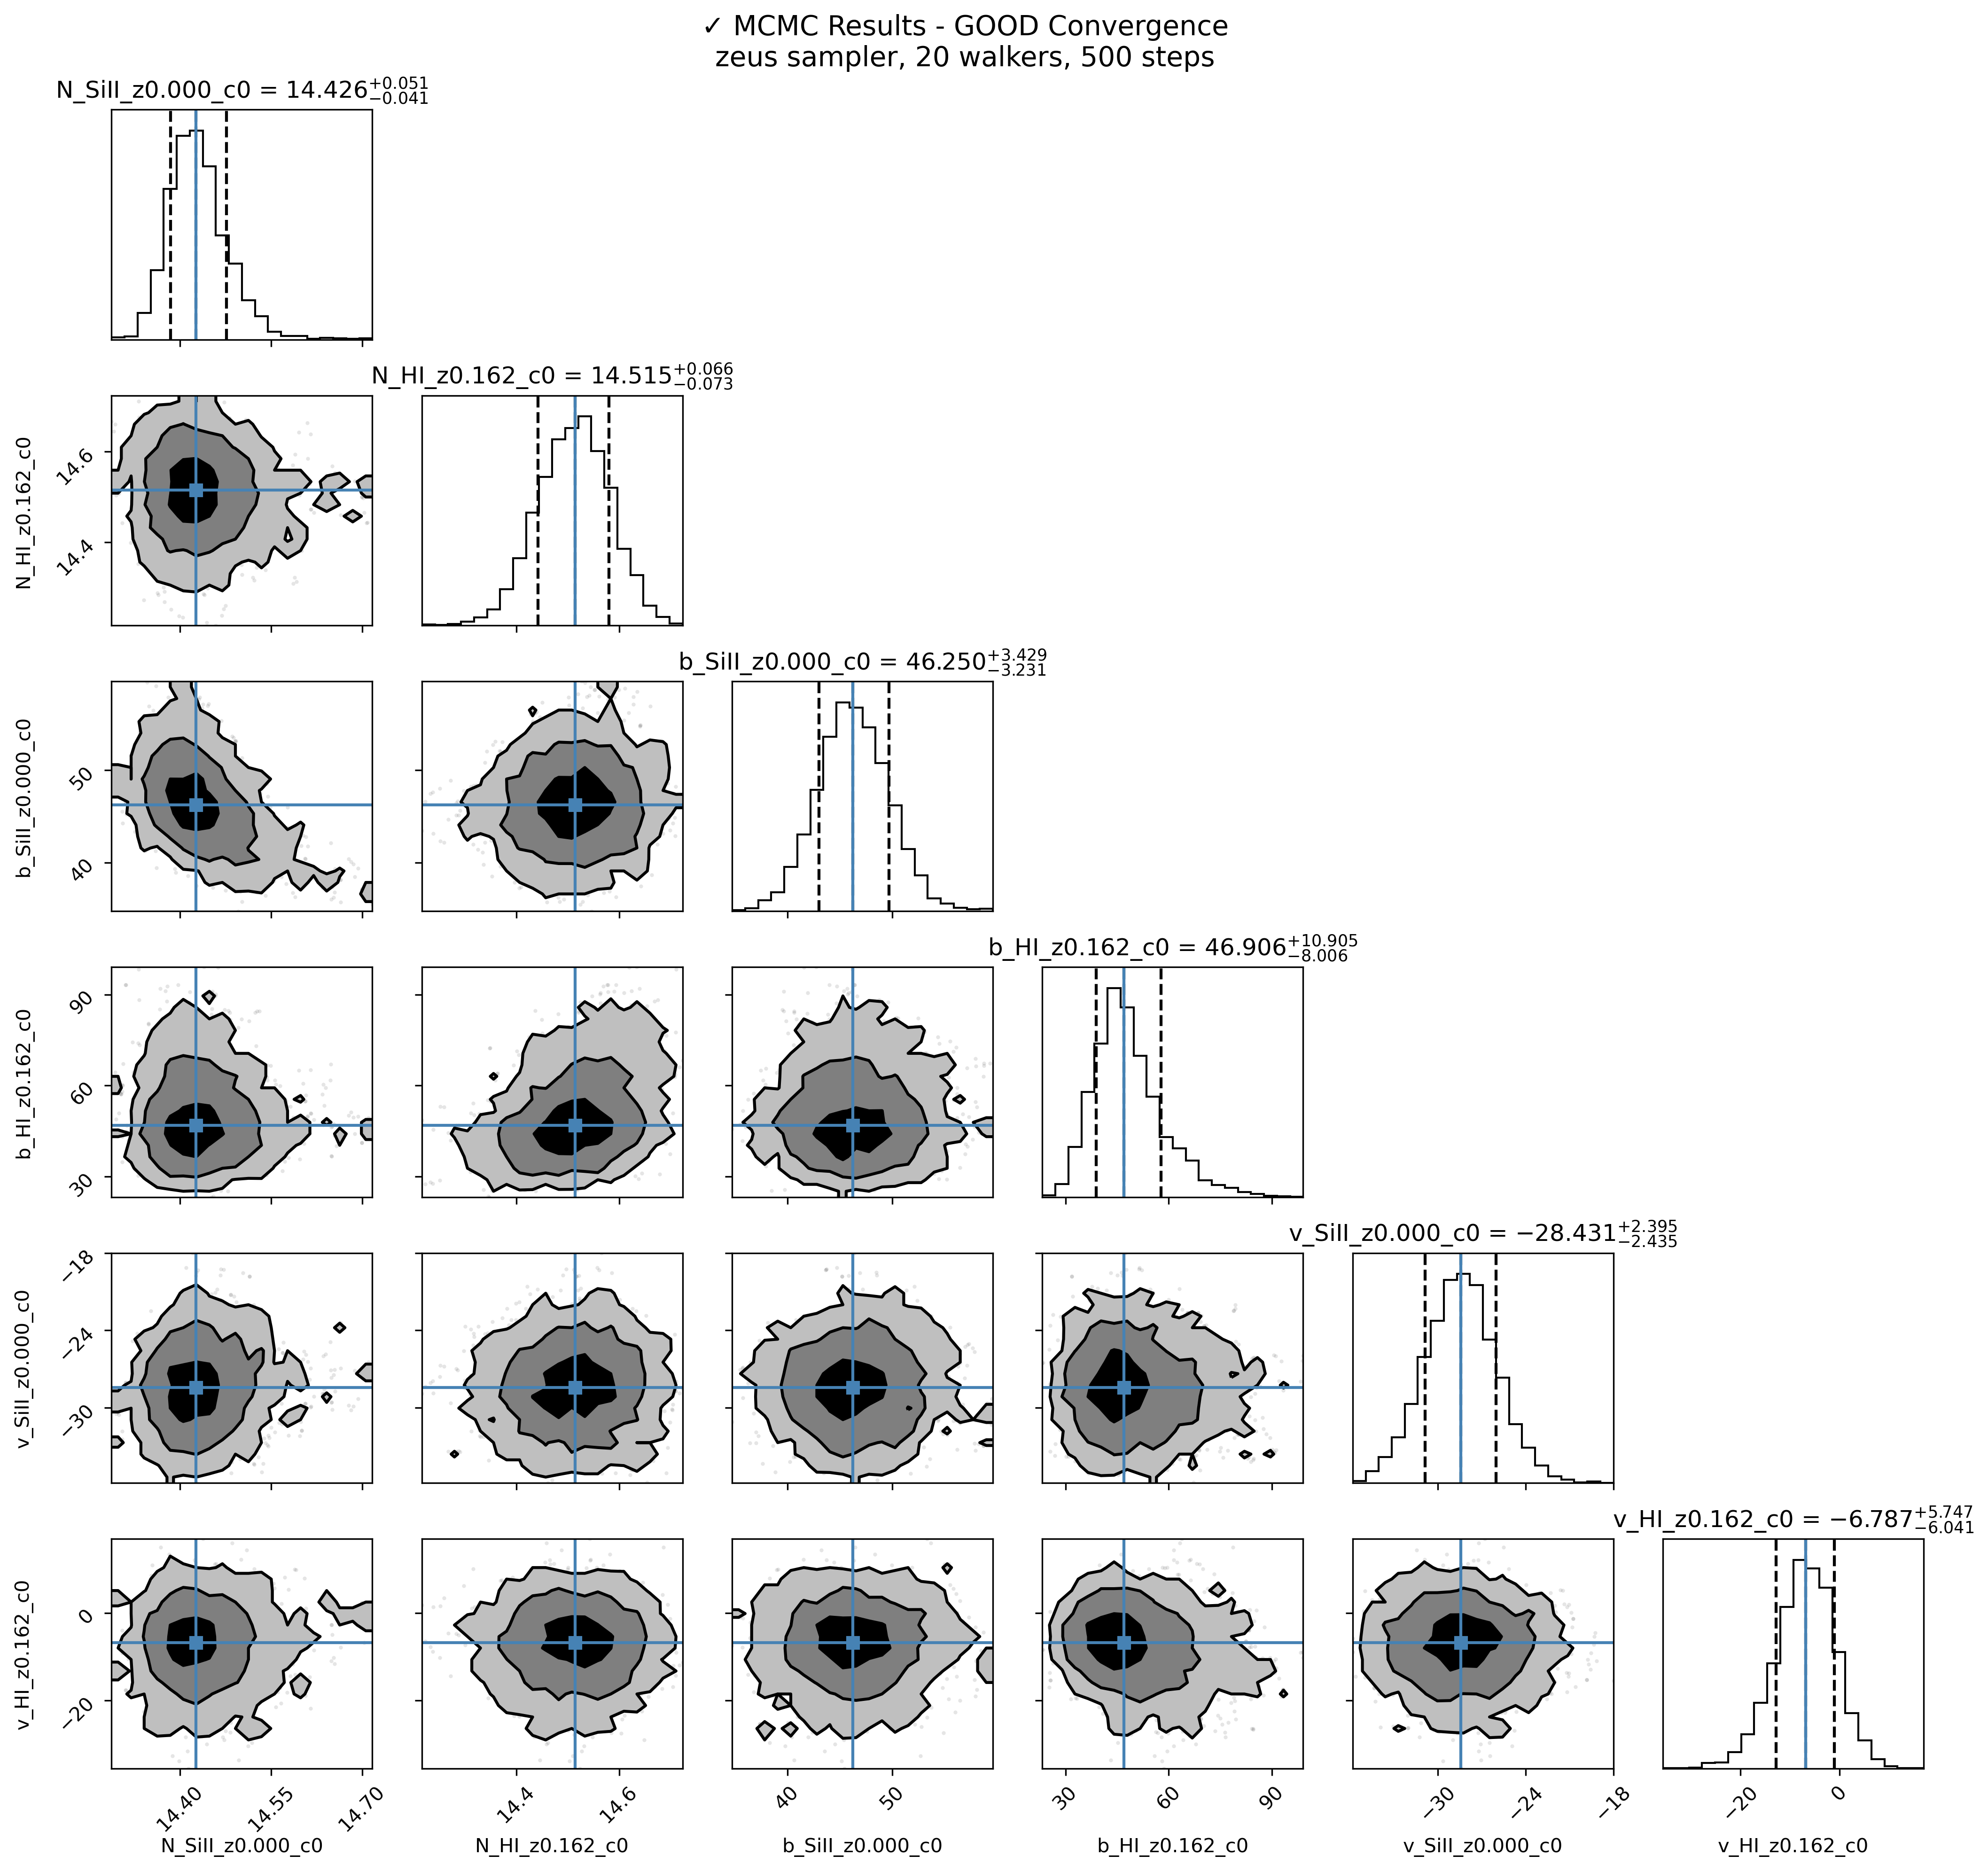 ✓ MCMC Results - GOOD Convergence
zeus sampler, 20 walkers, 500 steps
N_SiII_z0.000_c0 = 14.426+0.051−0.041
N_HI_z0.162_c0 = 14.515+0.066−0.073
N_HI_z0.162_c0
14.6
14.4
b_SiII_z0.000_c0 = 46.250+3.429−3.231
b_SiII_z0.000_c0
50
40
b_HI_z0.162_c0 = 46.906+10.905−8.006
b_HI_z0.162_c0
90
60
30
v_SiII_z0.000_c0 = −28.431+2.395−2.435
v_SiII_z0.000_c0
−18
−24
−30
v_HI_z0.162_c0 = −6.787+5.747−6.041
v_HI_z0.162_c0
0
−20
14.40 14.55 14.70 14.4 14.6 40 50 30 60 90 −30 −24 −18 −20 0
N_SiII_z0.000_c0 N_HI_z0.162_c0 b_SiII_z0.000_c0 b_HI_z0.162_c0 v_SiII_z0.000_c0 v_HI_z0.162_c0